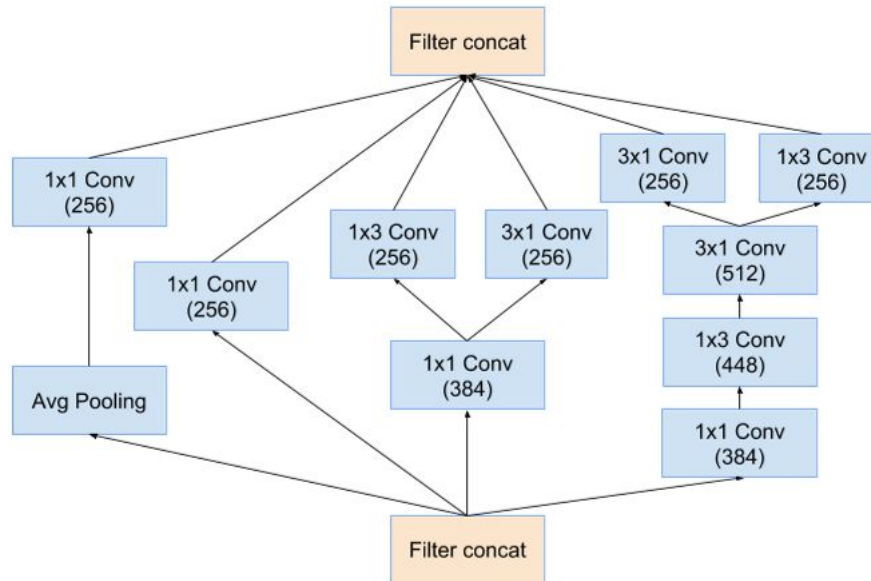 Filter concat
3x1 Conv
(256)
1x3 Conv
(256)
1x1 Conv
(256)
1x3 Conv
(256)
3x1 Conv
(256)
3x1 Conv
(512)
1x1 Conv
(256)
1x3 Conv
(448)
1x1 Conv
(384)
Avg Pooling
1x1 Conv
(384)
Filter concat